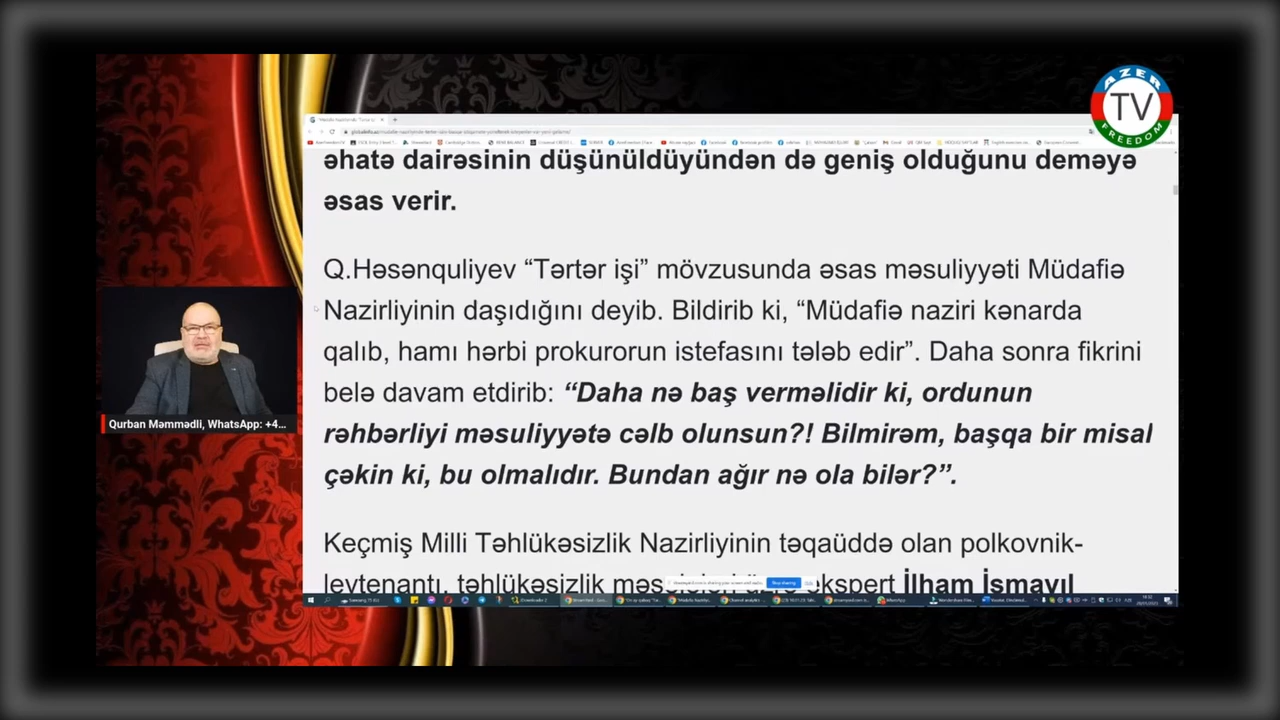 AZER
TV
FREEDOM
əhatə dairəsinin düşünüldüyündən də geniş olduğunu deməyə
əsas verir.
Q.Həsənquliyev “Tərtər işi” mövzusunda əsas məsuliyyəti Müdafiə
Nazirliyinin daşıdığını deyib. Bildirib ki, “Müdafiə naziri kənarda
qalıb, hamı hərbi prokurorun istefasını tələb edir”. Daha sonra fikrini
belə davam etdirib: “Daha nə baş verməlidir ki, ordunun
rəhbərliyi məsuliyyətə cəlb olunsun?! Bilmirəm, başqa bir misal
çəkin ki, bu olmalıdır. Bundan ağır nə ola bilər?”.
Keçmiş Milli Təhlükəsizlik Nazirliyinin təqaüddə olan polkovnik-
leytenantı, təhlükəsizlik ekspert İlham İsmayıl
Qurban Məmmədli, WhatsApp: +4...
Stop sharing